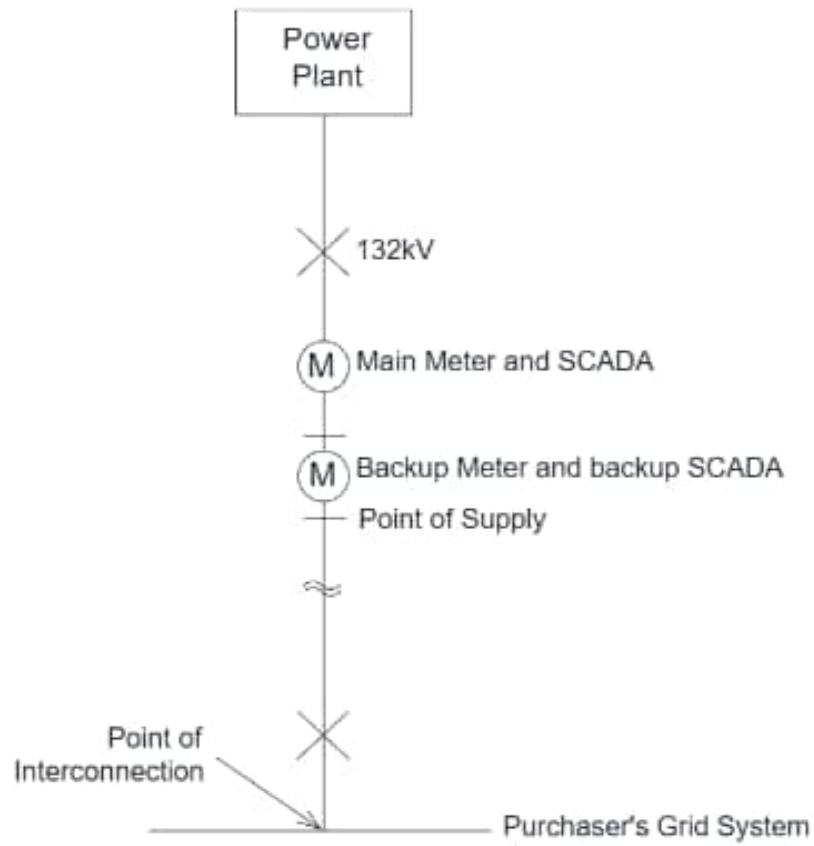 Power
Plant
132kV
M
Main Meter and SCADA
M
Backup Meter and backup SCADA
Point of Supply
Point of
Interconnection
Purchaser's Grid System